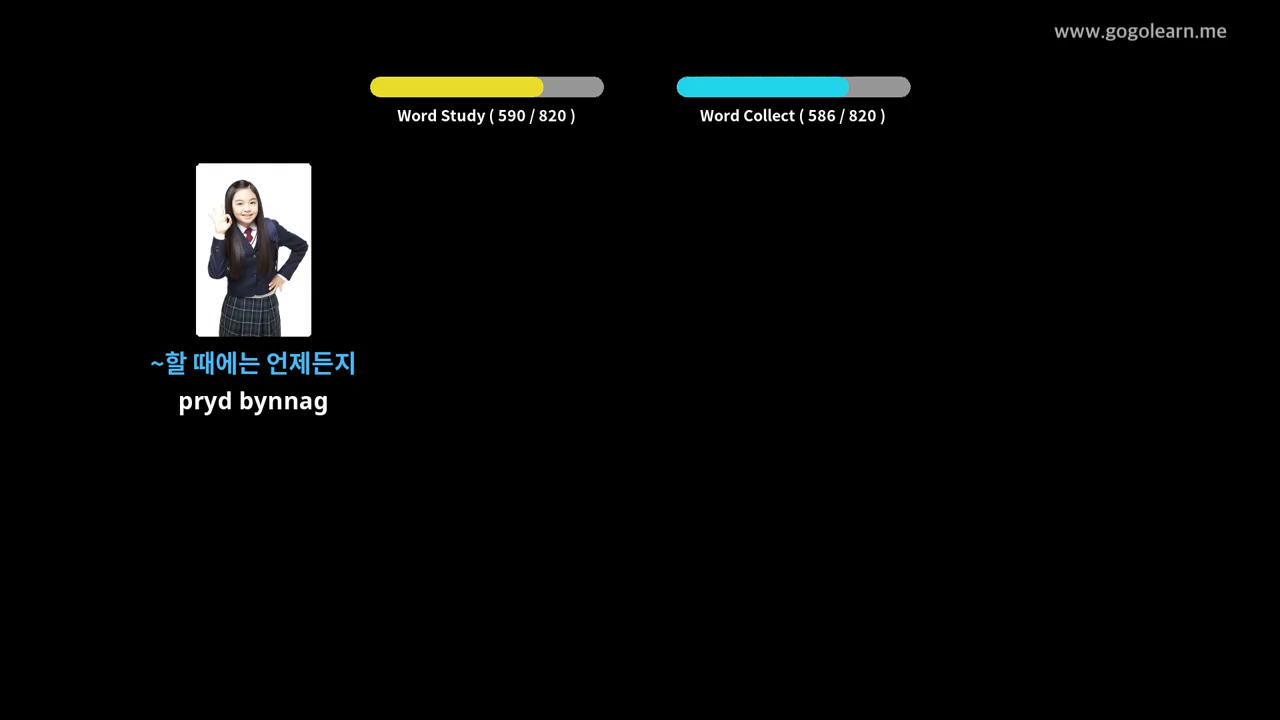 www.gogolearn.me
Word Study ( 590 / 820 )
Word Collect ( 586 / 820 )
~할 때에는 언제든지
pryd bynnag